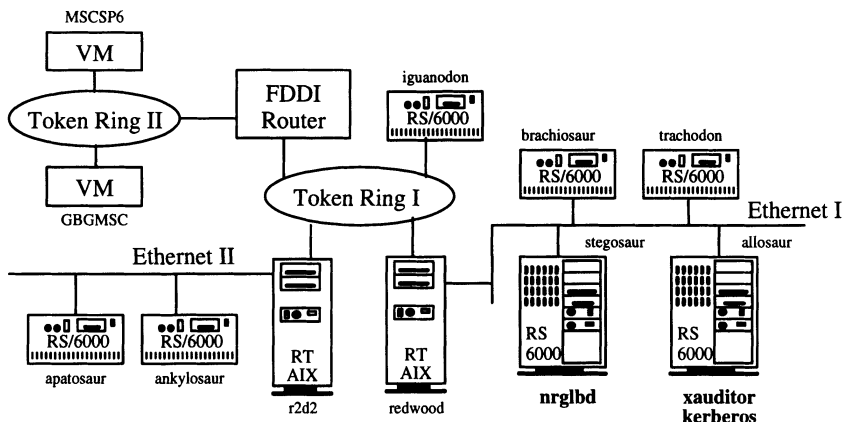 MSCSP6
VM
Token Ring II
VM
GBGMSC
FDDI
Router
iguanodon
RS/6000
Token Ring I
brachiosaur
RS/6000
trachodon
RS/6000
Ethernet I
stegosaur
allosaur
Ethernet II
RS/6000
apatosaur
RS/6000
ankylosaur
RT
AIX
r2d2
RT
AIX
redwood
RS
6000
nrglbd
RS
6000
xauditor
kerberos